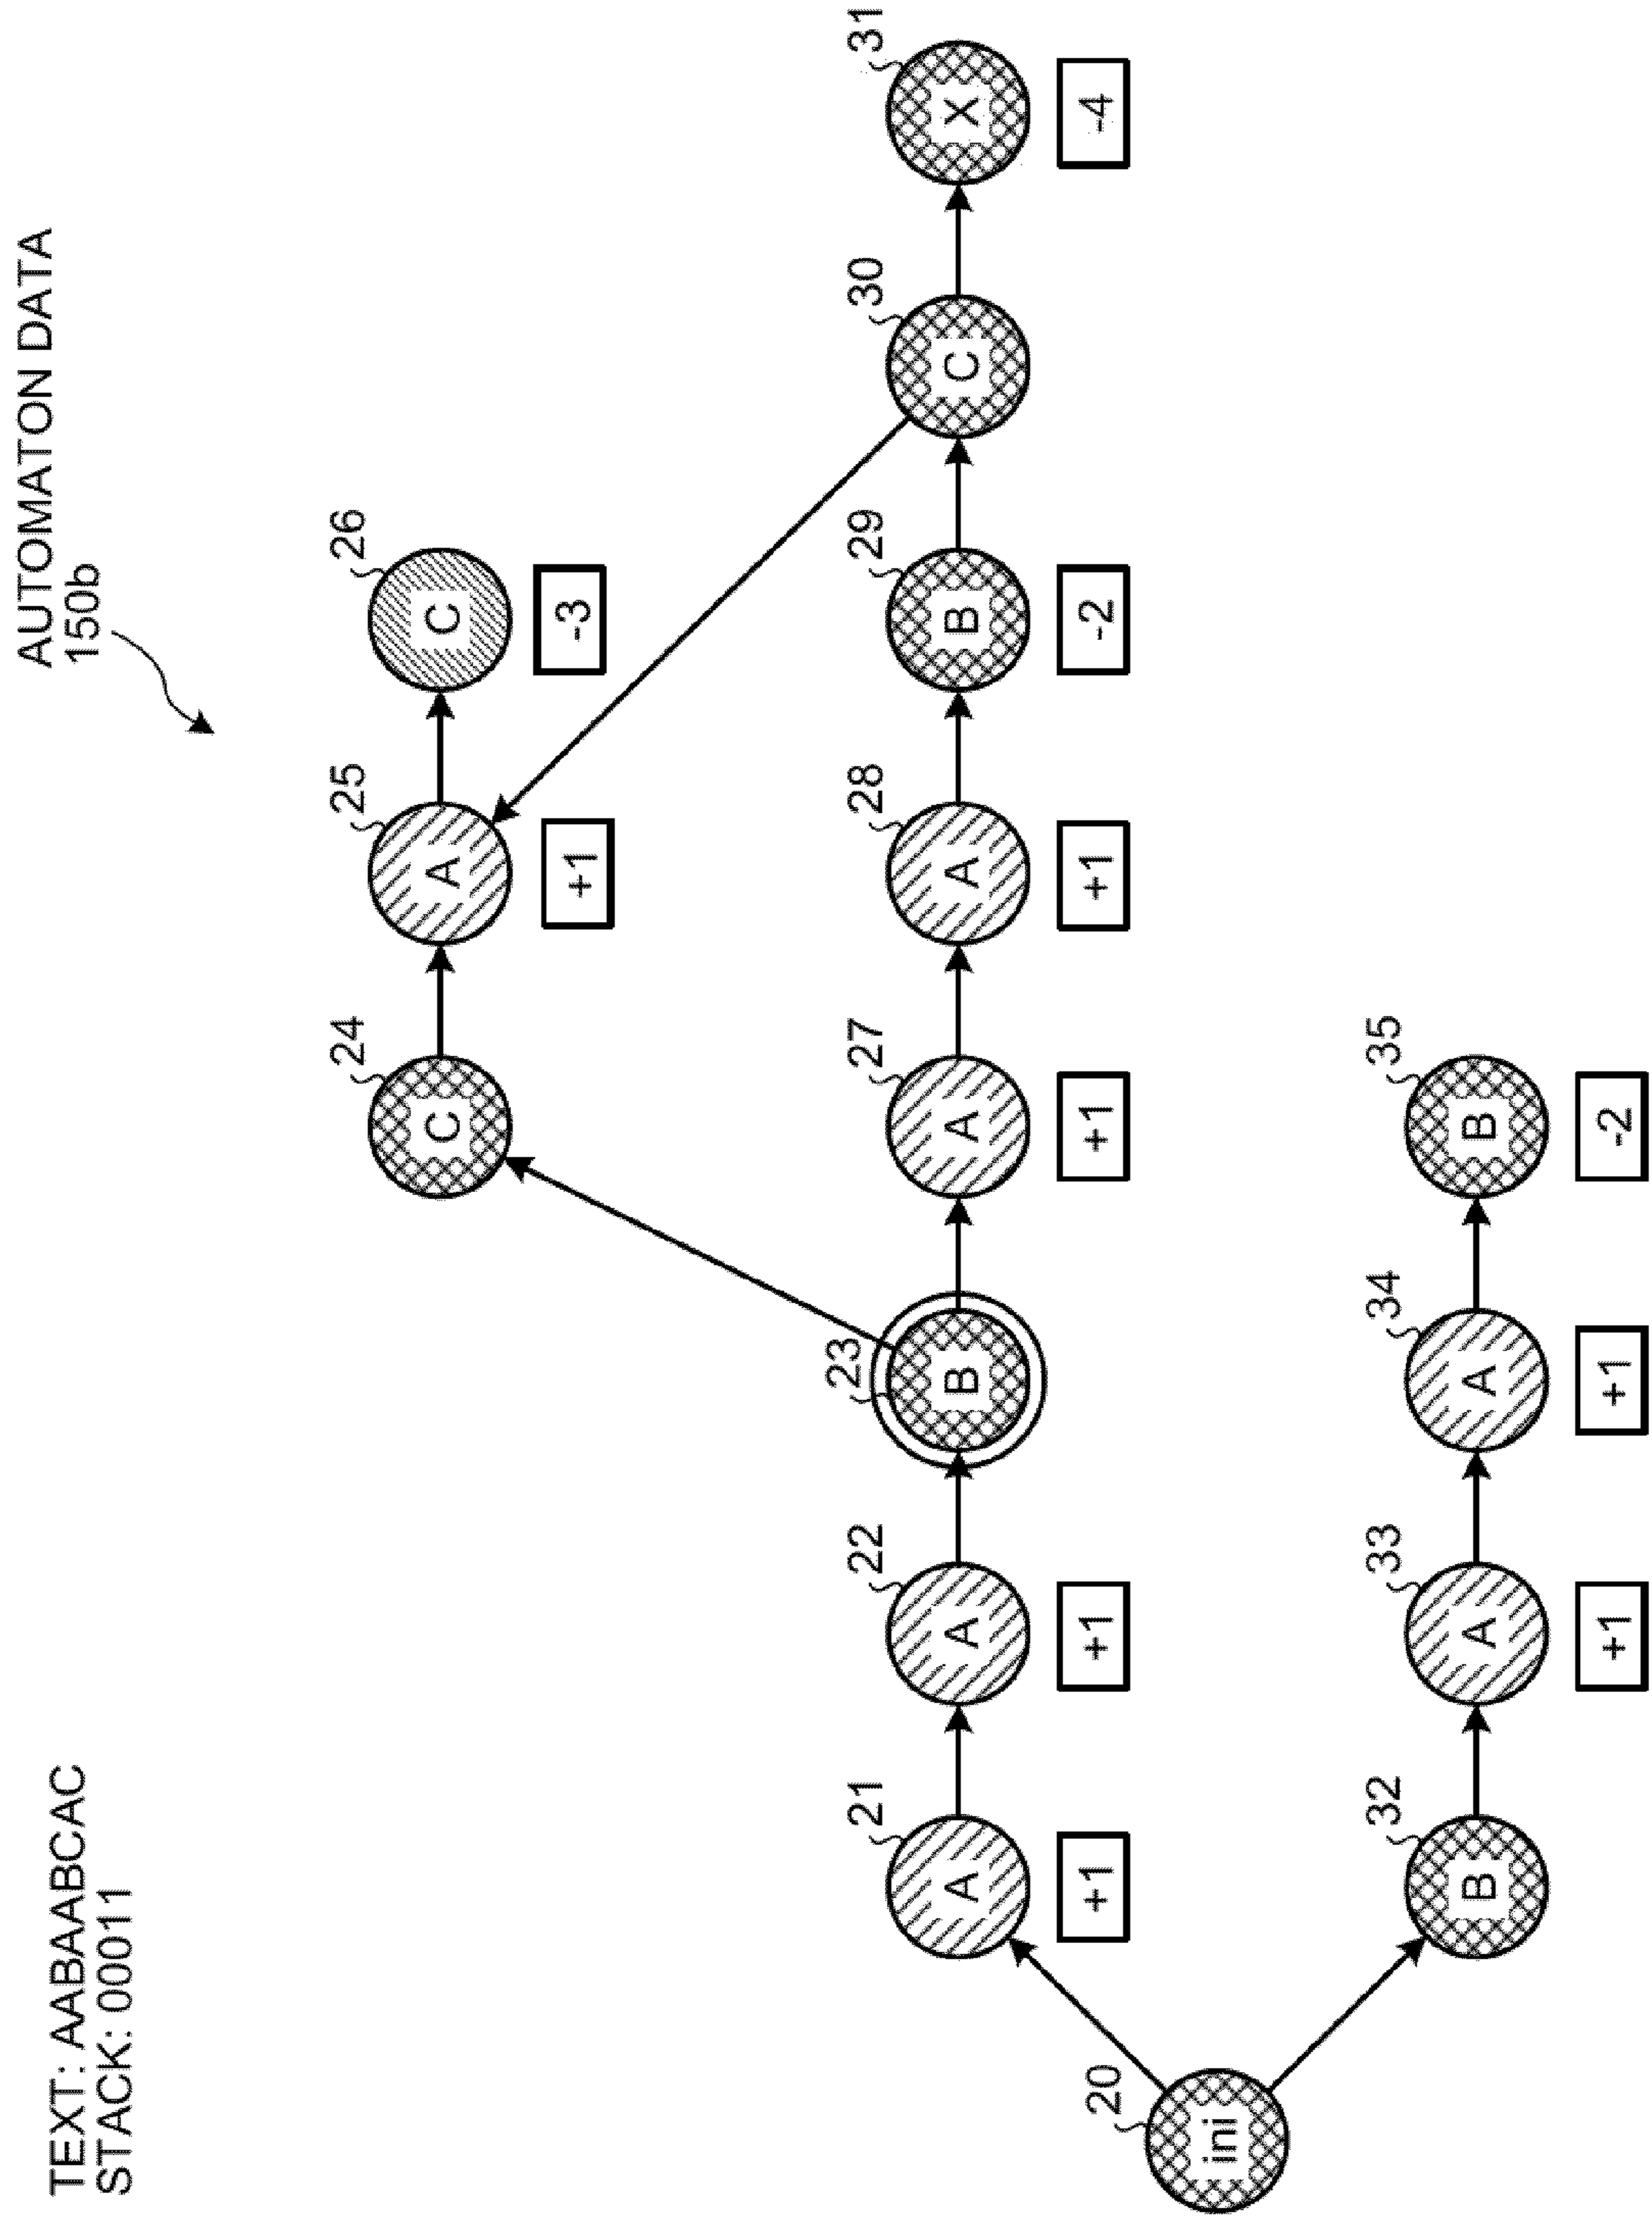 TEXT: AABAABCAC
STACK: 000011
AUTOMATON DATA
150b
24
C
25
A
+1
26
C
-3
21
A
+1
22
A
+1
23
B
27
A
+1
28
A
+1
29
B
-2
30
C
31
X
-4
20
ini
32
B
33
A
+1
34
A
+1
35
B
-2